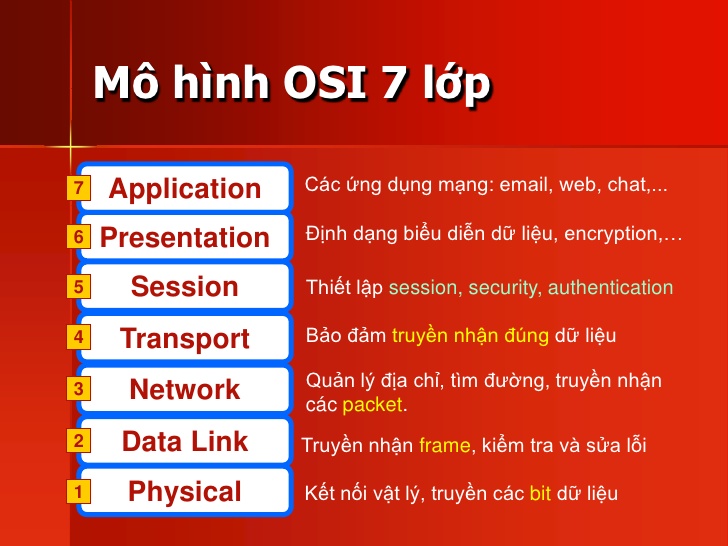 Mô hình OSI 7 lớp
7 Application Các ứng dụng mạng: email, web, chat,...
6 Presentation Định dạng biểu diễn dữ liệu, encryption,…
5 Session Thiết lập session, security, authentication
4 Transport Bảo đảm truyền nhận đúng dữ liệu
3 Network Quản lý địa chỉ, tìm đường, truyền nhận
các packet.
2 Data Link Truyền nhận frame, kiểm tra và sửa lỗi
1 Physical Kết nối vật lý, truyền các bit dữ liệu